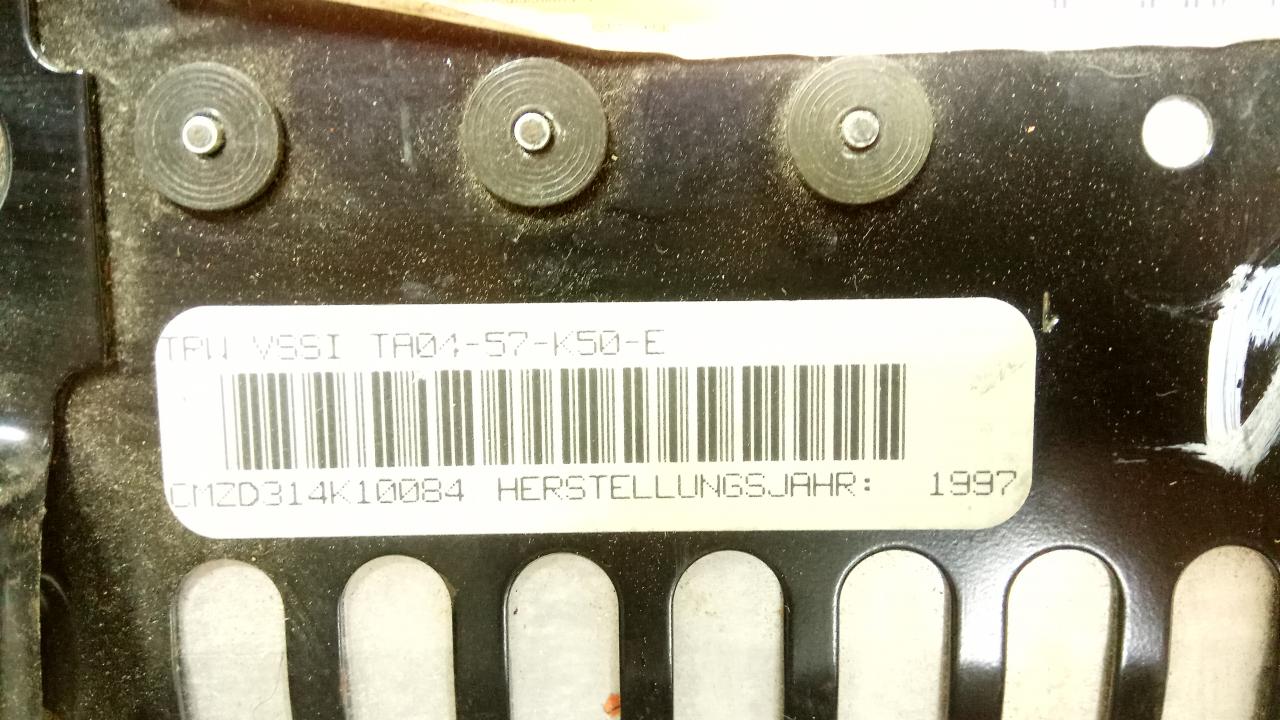 TRW VSSI TA04-57-K50-E
CMZD314K10084 HERSTELLUNGSJAHR: 1997